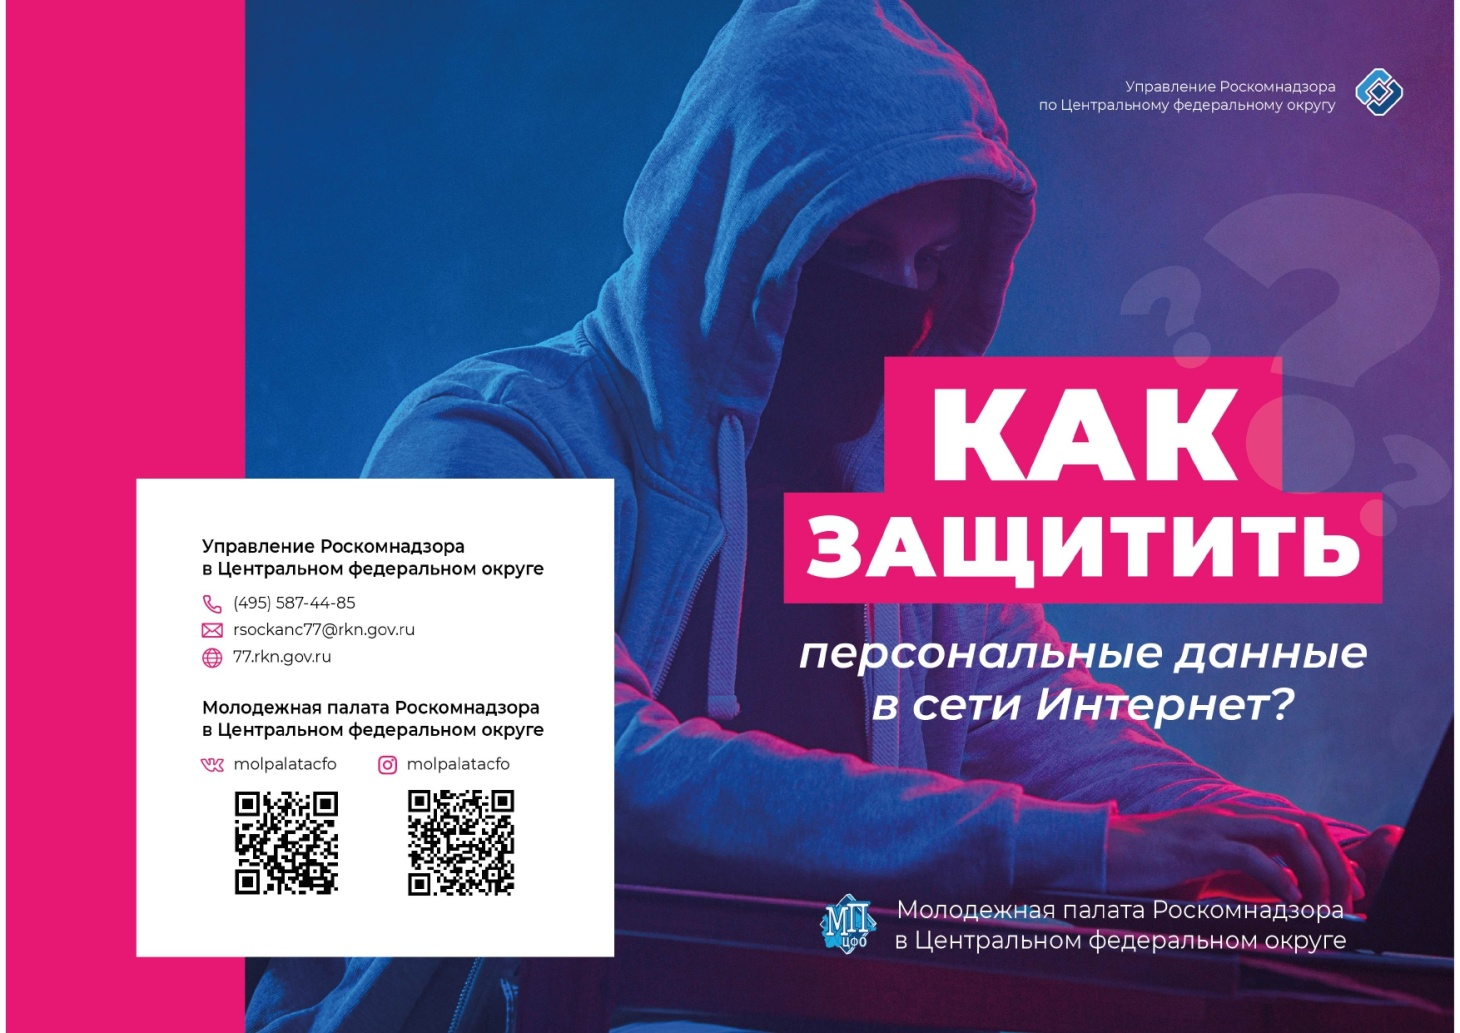 Управление Роскомнадзора
по Центральному федеральному округу
КАК
ЗАЩИТИТЬ
персональные данные
в сети Интернет?
Управление Роскомнадзора
в Центральном федеральном округе
(495) 587-44-85
rsockanc77@rkn.gov.ru
77.rkn.gov.ru
Молодежная палата Роскомнадзора
в Центральном федеральном округе
molpalatacfo molpalatacfo
МП
ЦФО
Молодежная палата Роскомнадзора
в Центральном федеральном округе